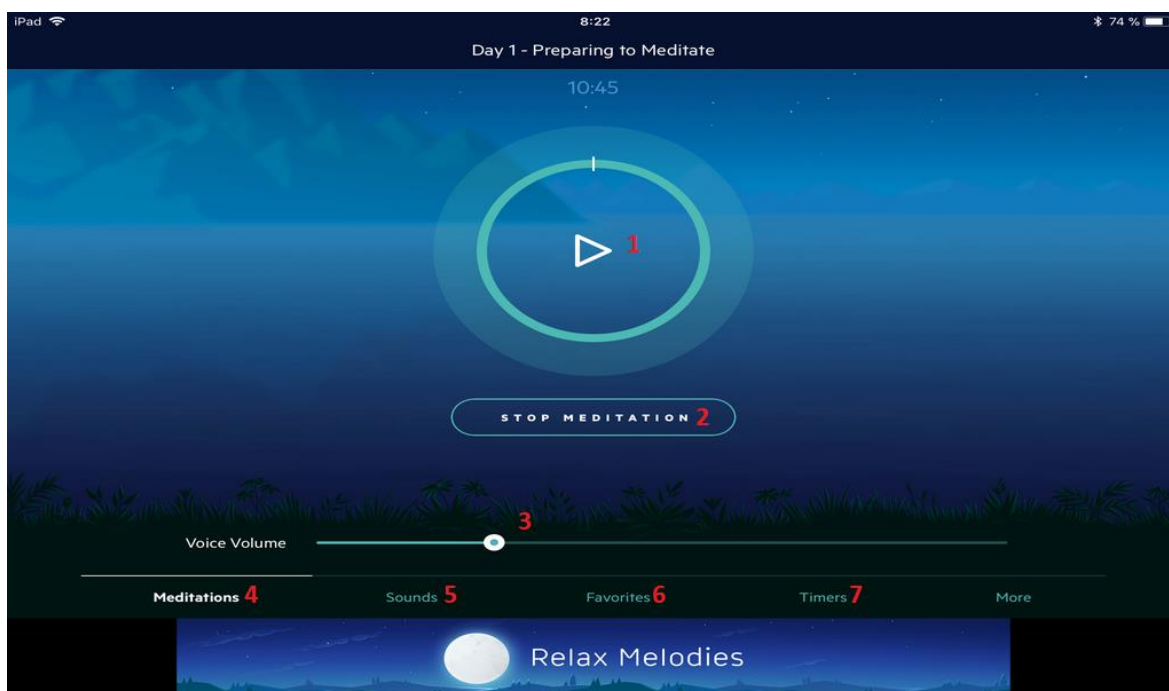 iPad 8:22 74 %
Day 1 - Preparing to Meditate
10:45
1
STOP MEDITATION 2
3
Voice Volume
Meditations 4 Sounds 5 Favorites 6 Timers 7 More
Relax Melodies